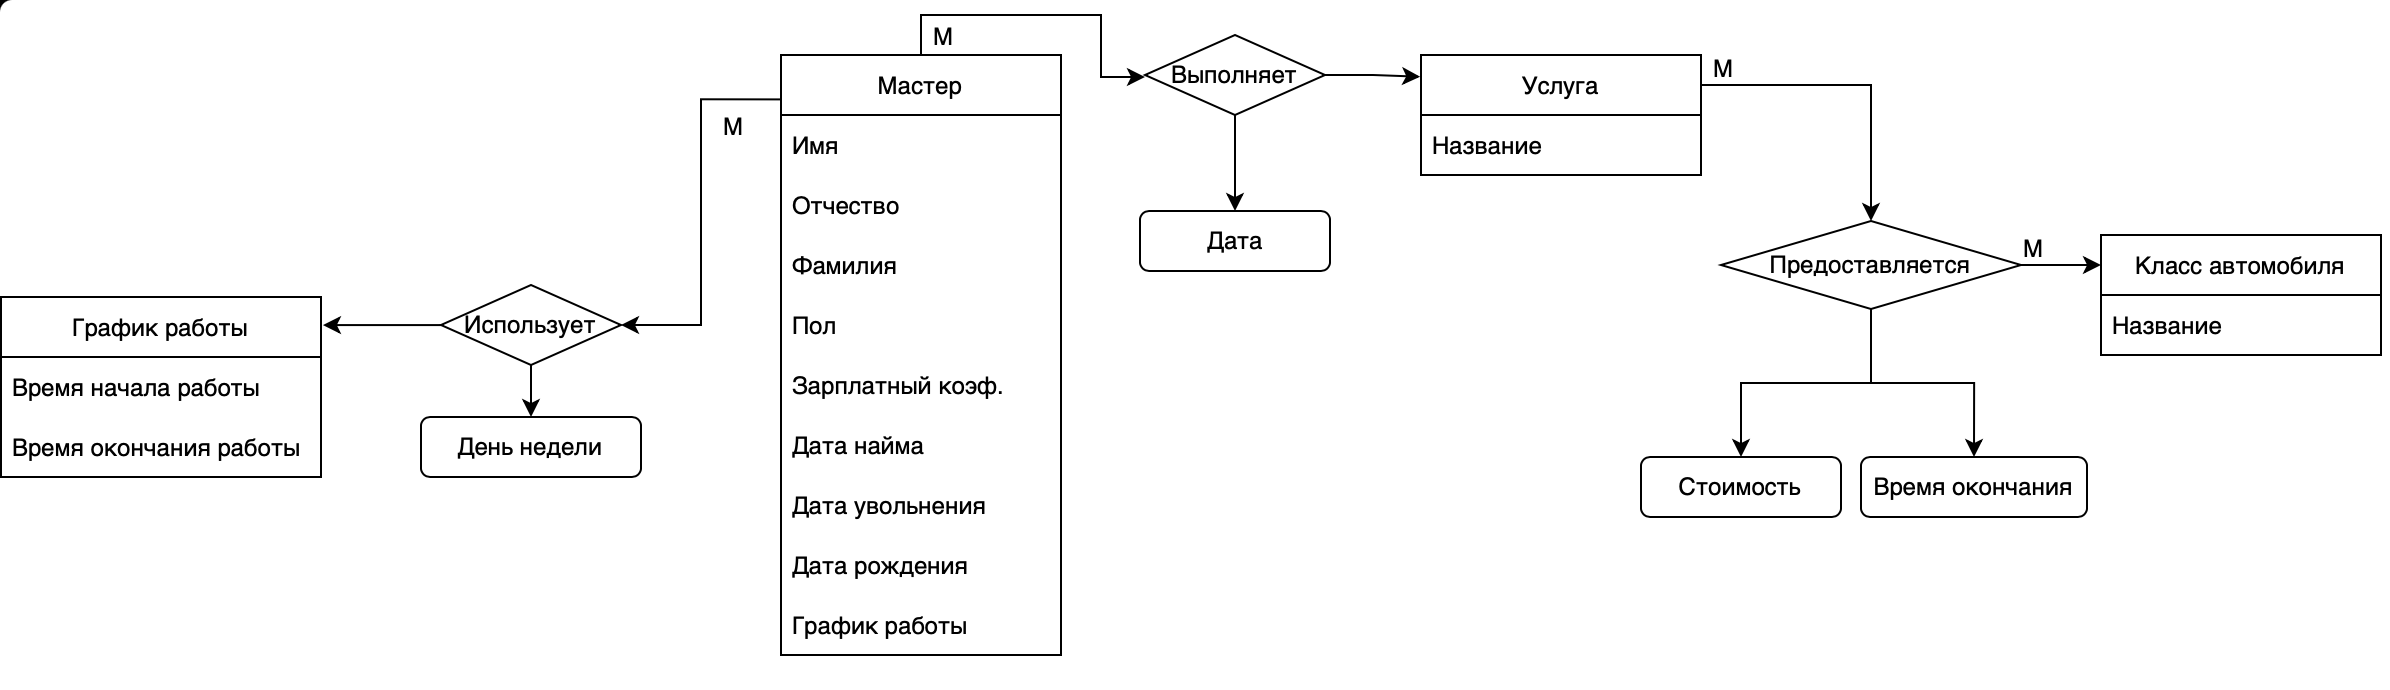 М
Мастер
Имя
Отчество
Фамилия
Пол
Зарплатный коэф.
Дата найма
Дата увольнения
Дата рождения
График работы
М
Использует
День недели
График работы
Время начала работы
Время окончания работы
Выполняет
Дата
Услуга
Название
М
Предоставляется
М
Класс автомобиля
Название
Стоимость
Время окончания